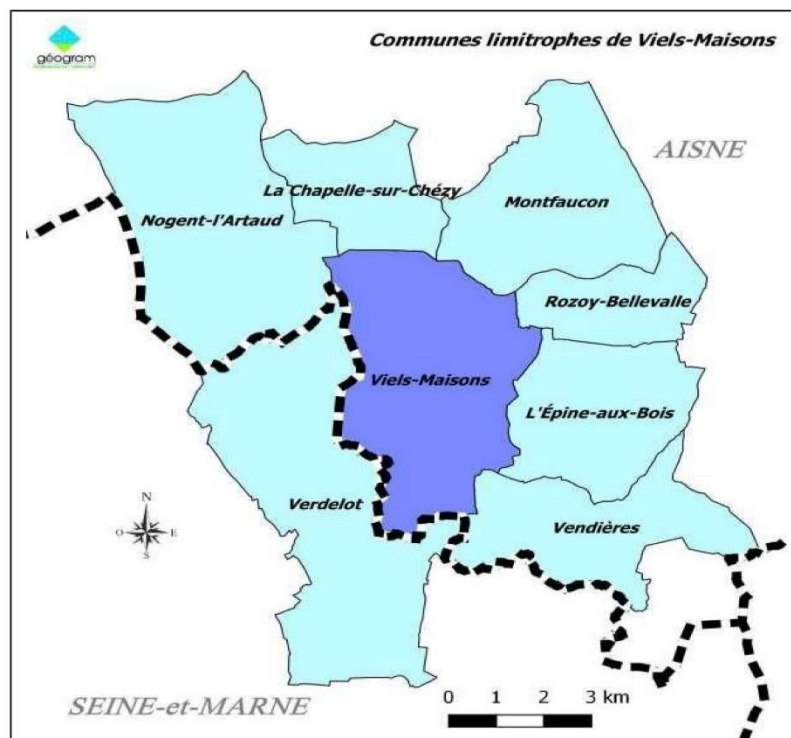 géogram
Communes limitrophes de Viels-Maisons
AISNE
La Chapelle-sur-Chézy
Montfaucon
Nogent-l'Artaud
Rozoy-Bellevalle
Viels-Maisons
L'Épine-aux-Bois
Verdelot
Vendières
N
O
E
S
SEINE-et-MARNE
0 1 2 3 km